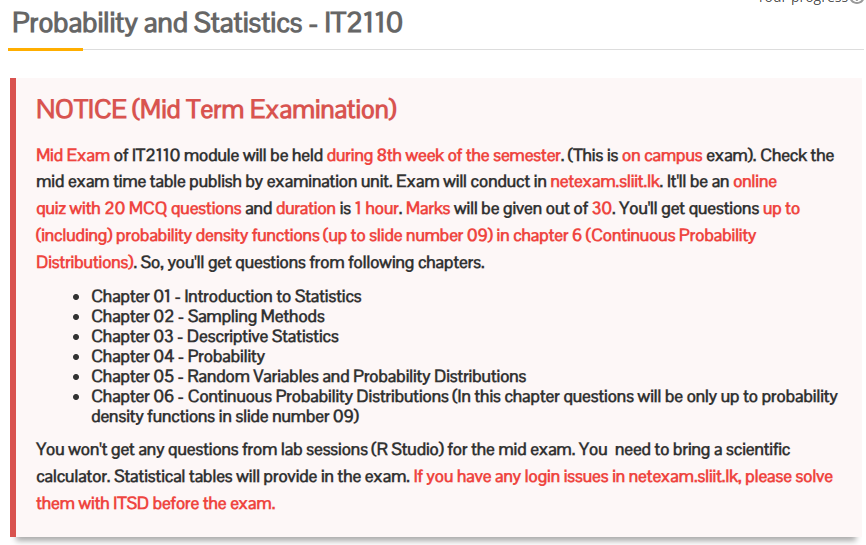 Your progress
Probability and Statistics - IT2110
NOTICE (Mid Term Examination)
Mid Exam of IT2110 module will be held during 8th week of the semester. (This is on campus exam). Check the
mid exam time table publish by examination unit. Exam will conduct in netexam.sliit.lk. It'll be an online
quiz with 20 MCQ questions and duration is 1 hour. Marks will be given out of 30. You'll get questions up to
(including) probability density functions (up to slide number 09) in chapter 6 (Continuous Probability
Distributions). So, you'll get questions from following chapters.
• Chapter 01 - Introduction to Statistics
• Chapter 02 - Sampling Methods
• Chapter 03 - Descriptive Statistics
• Chapter 04 - Probability
• Chapter 05 - Random Variables and Probability Distributions
• Chapter 06 - Continuous Probability Distributions (In this chapter questions will be only up to probability
density functions in slide number 09)
You won't get any questions from lab sessions (R Studio) for the mid exam. You need to bring a scientific
calculator. Statistical tables will provide in the exam. If you have any login issues in netexam.sliit.lk, please solve
them with ITSD before the exam.